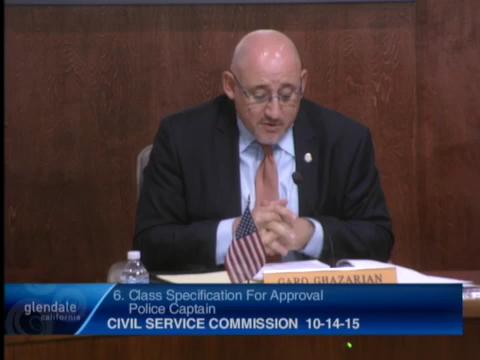 GARO GHAZARIAN
6. Class Specification For Approval
Police Captain
CIVIL SERVICE COMMISSION 10-14-15
glendale
california